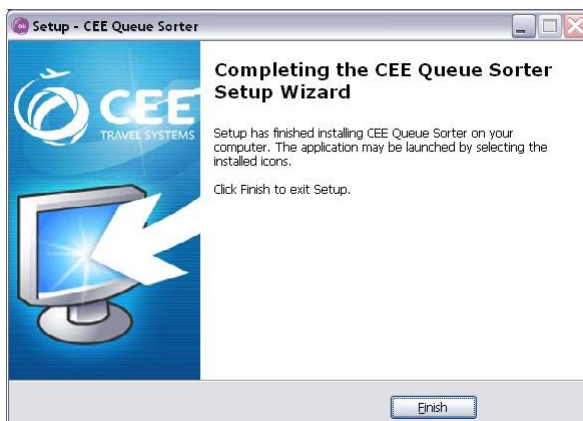 Setup - CEE Queue Sorter
CEE
TRAVEL SYSTEMS
Completing the CEE Queue Sorter
Setup Wizard
Setup has finished installing CEE Queue Sorter on your
computer. The application may be launched by selecting the
installed icons.
Click Finish to exit Setup.
Finish